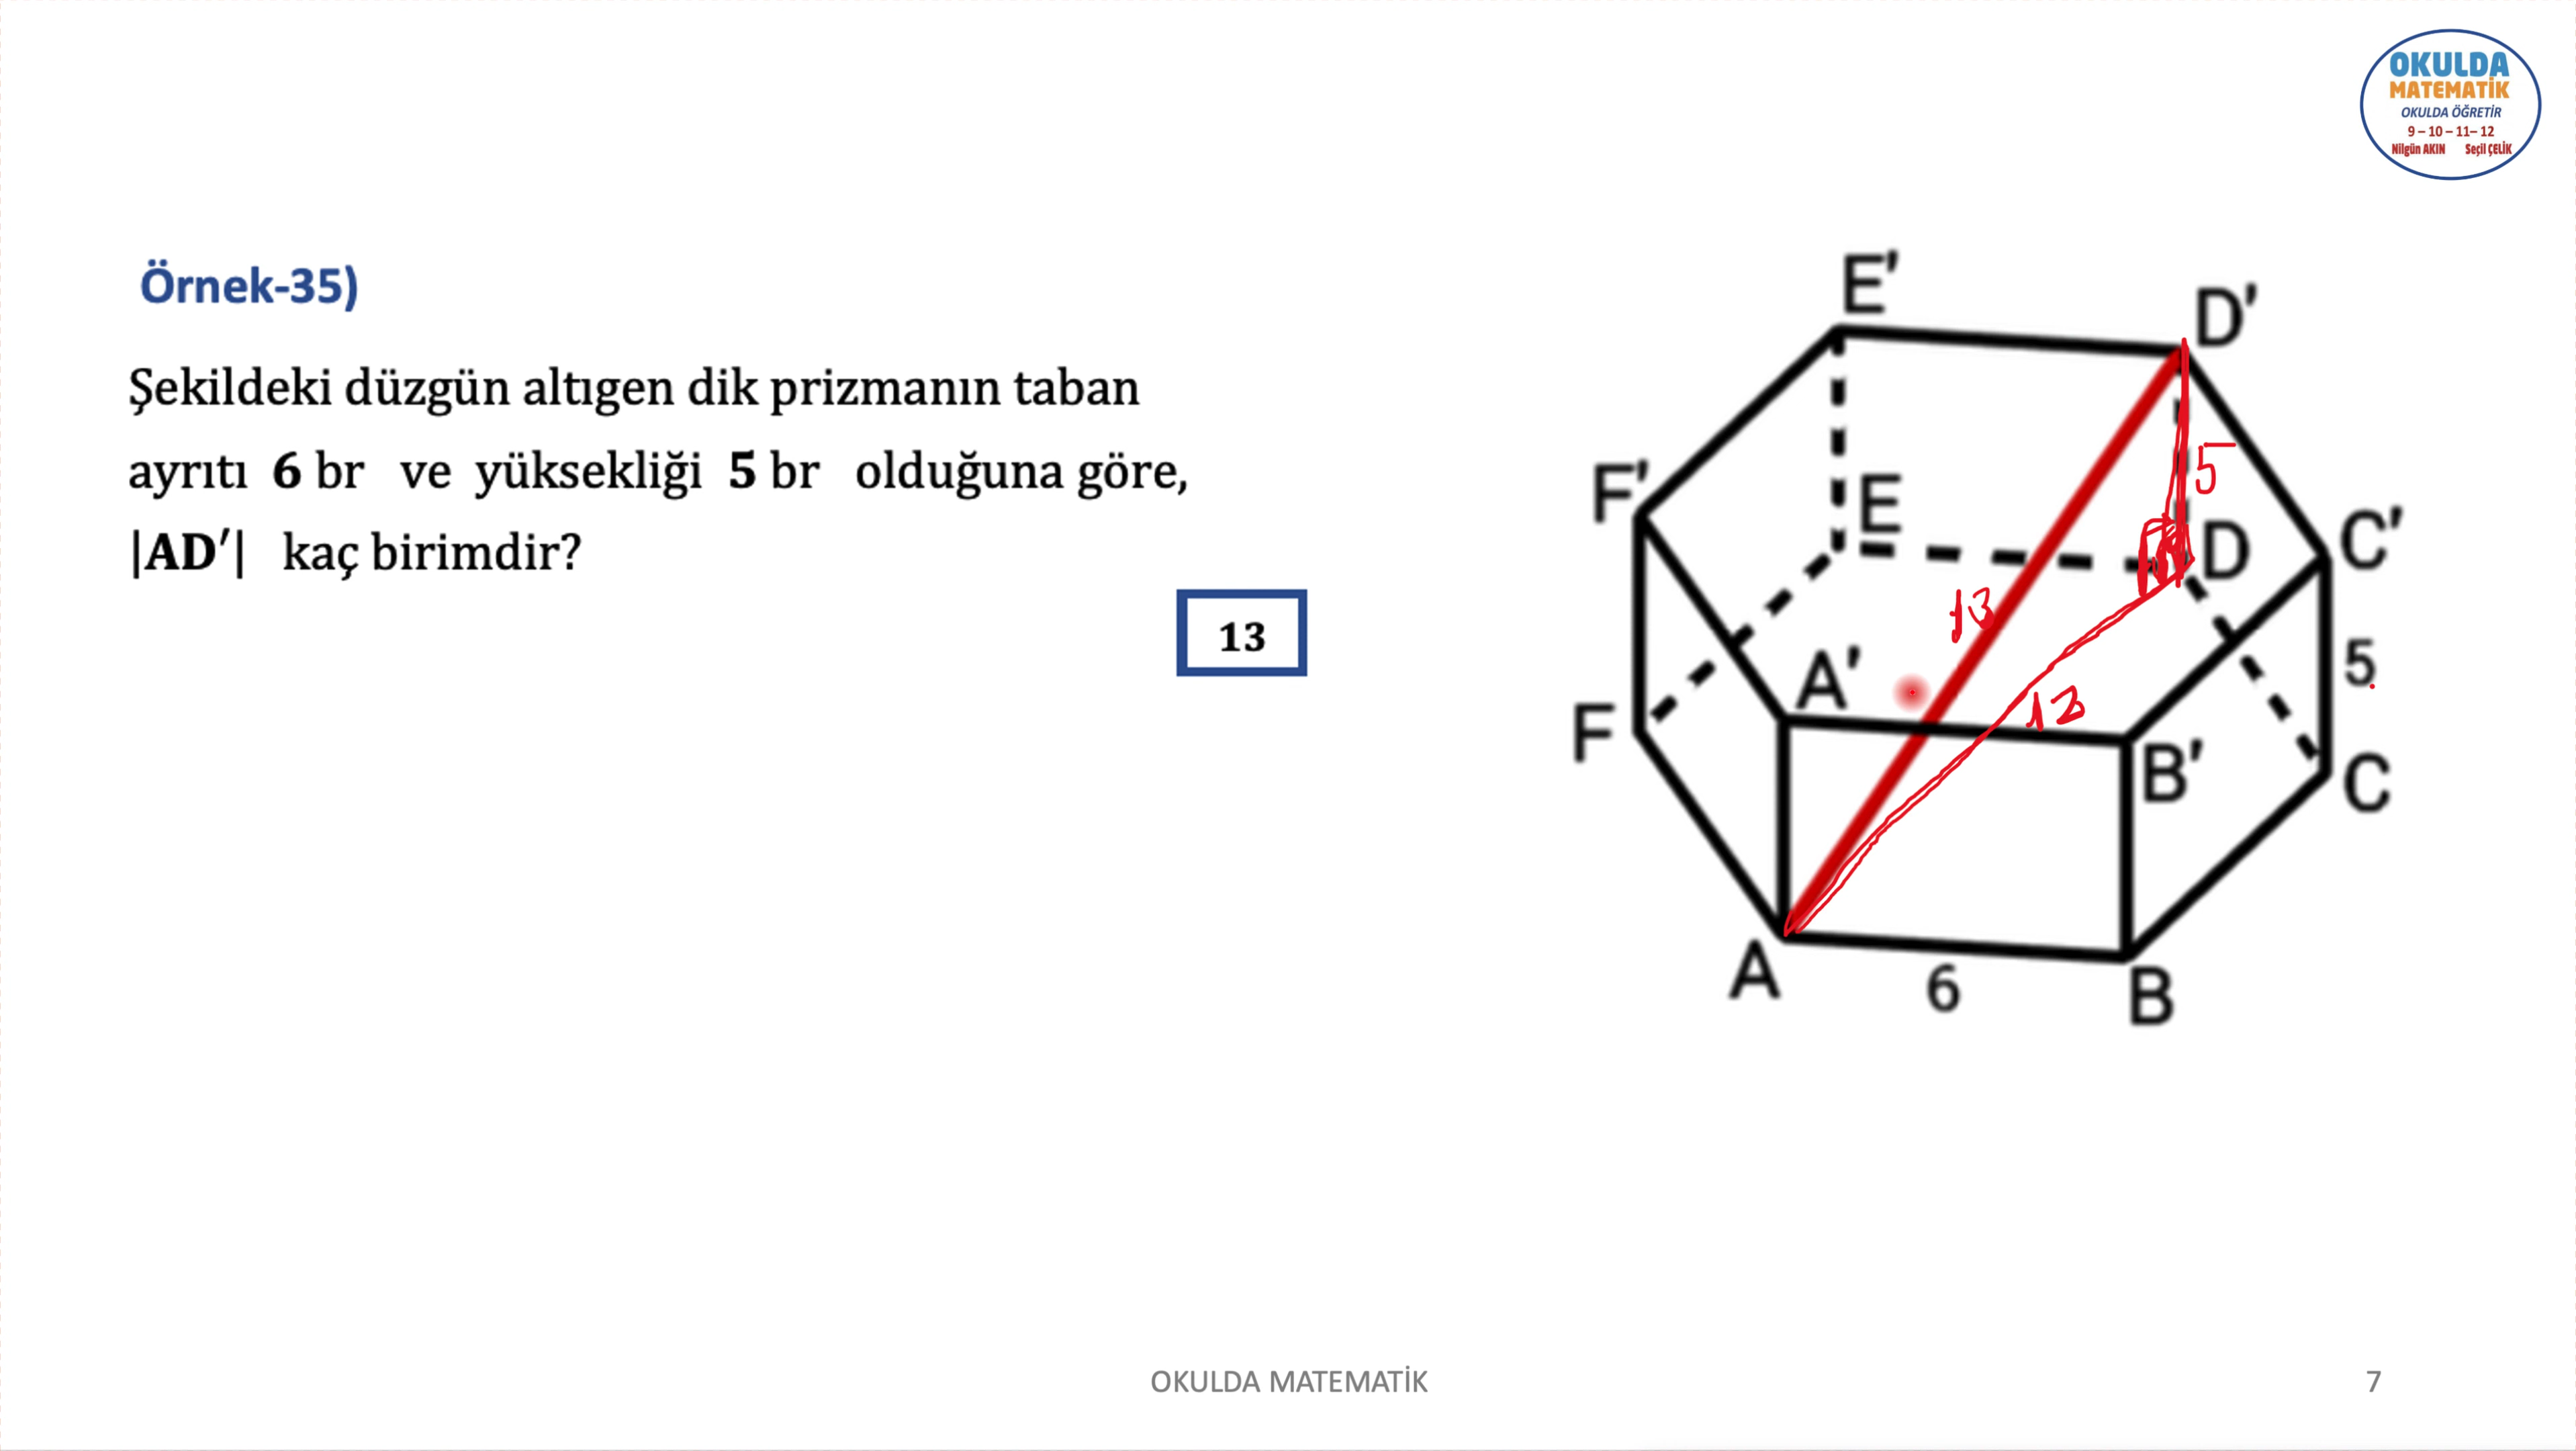 OKULDA
MATEMATİK
OKULDA ÖĞRETİR
9 – 10 – 11– 12
Nilgün AKIN Seçil ÇELİK
Örnek-35)
Şekildeki düzgün altıgen dik prizmanın taban
ayrıtı 6 br ve yüksekliği 5 br olduğuna göre,
|AD′| kaç birimdir?
13
E′
D′
5
F′
E
D
C′
13
A′
5
12
F
B′
C
A
6
B
OKULDA MATEMATİK
7